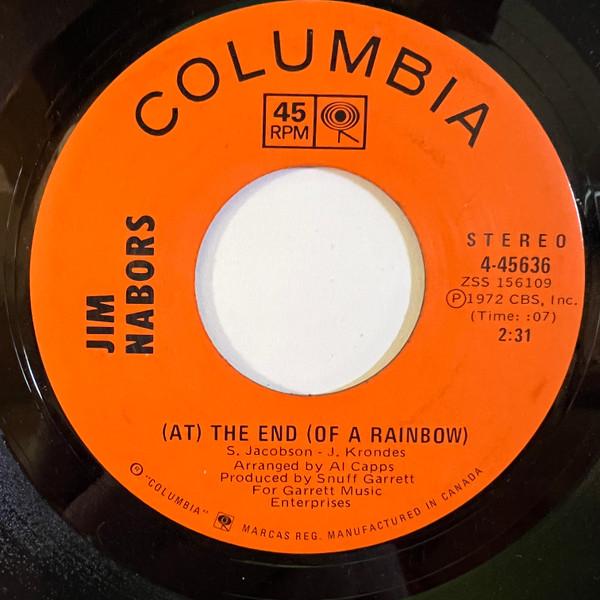 COLUMBIA
45
RPM
JIM
NABORS
STEREO
4-45636
ZSS 156109
Ⓟ1972 CBS, Inc.
(Time: :07)
2:31
(AT) THE END (OF A RAINBOW)
S. Jacobson - J. Krondes
Arranged by Al Capps
Produced by Snuff Garrett
For Garrett Music
Enterprises
® "COLUMBIA" MARCAS REG. MANUFACTURED IN CANADA